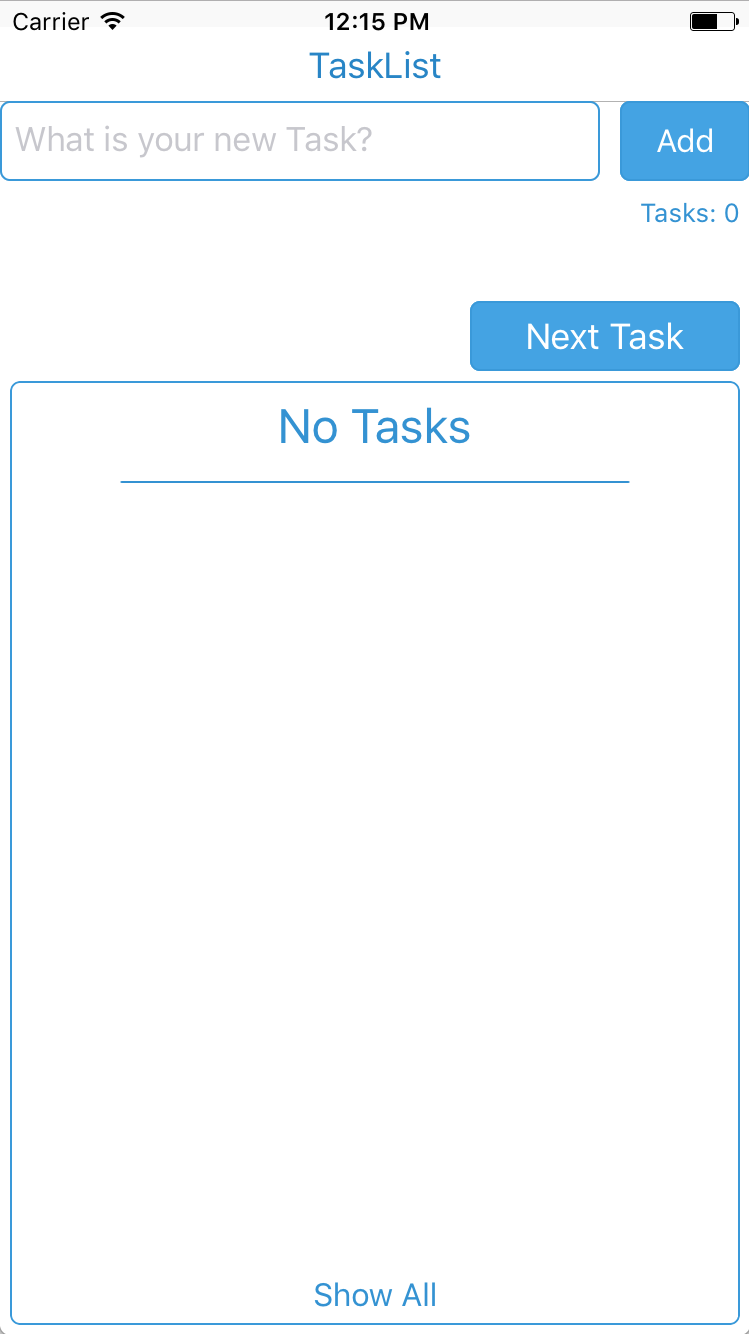 Carrier 12:15 PM
TaskList
What is your new Task? Add
Tasks: 0
Next Task
No Tasks
Show All